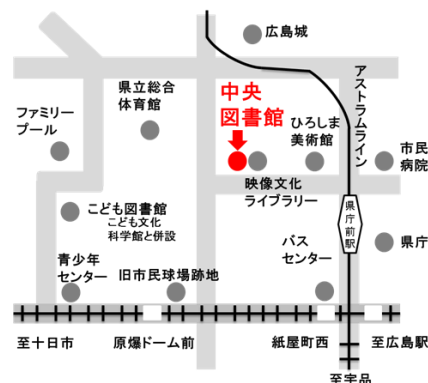 広島城
県立総合
体育館
中央
図書館
アストラムライン
ファミリー
プール
ひろしま
美術館
市民
病院
映像文化
ライブラリー
こども図書館
こども文化
科学館と併設
県庁前駅
県庁
青少年
センター
旧市民球場跡地
バス
センター
至十日市
原爆ドーム前
紙屋町西
至広島駅
至宇品